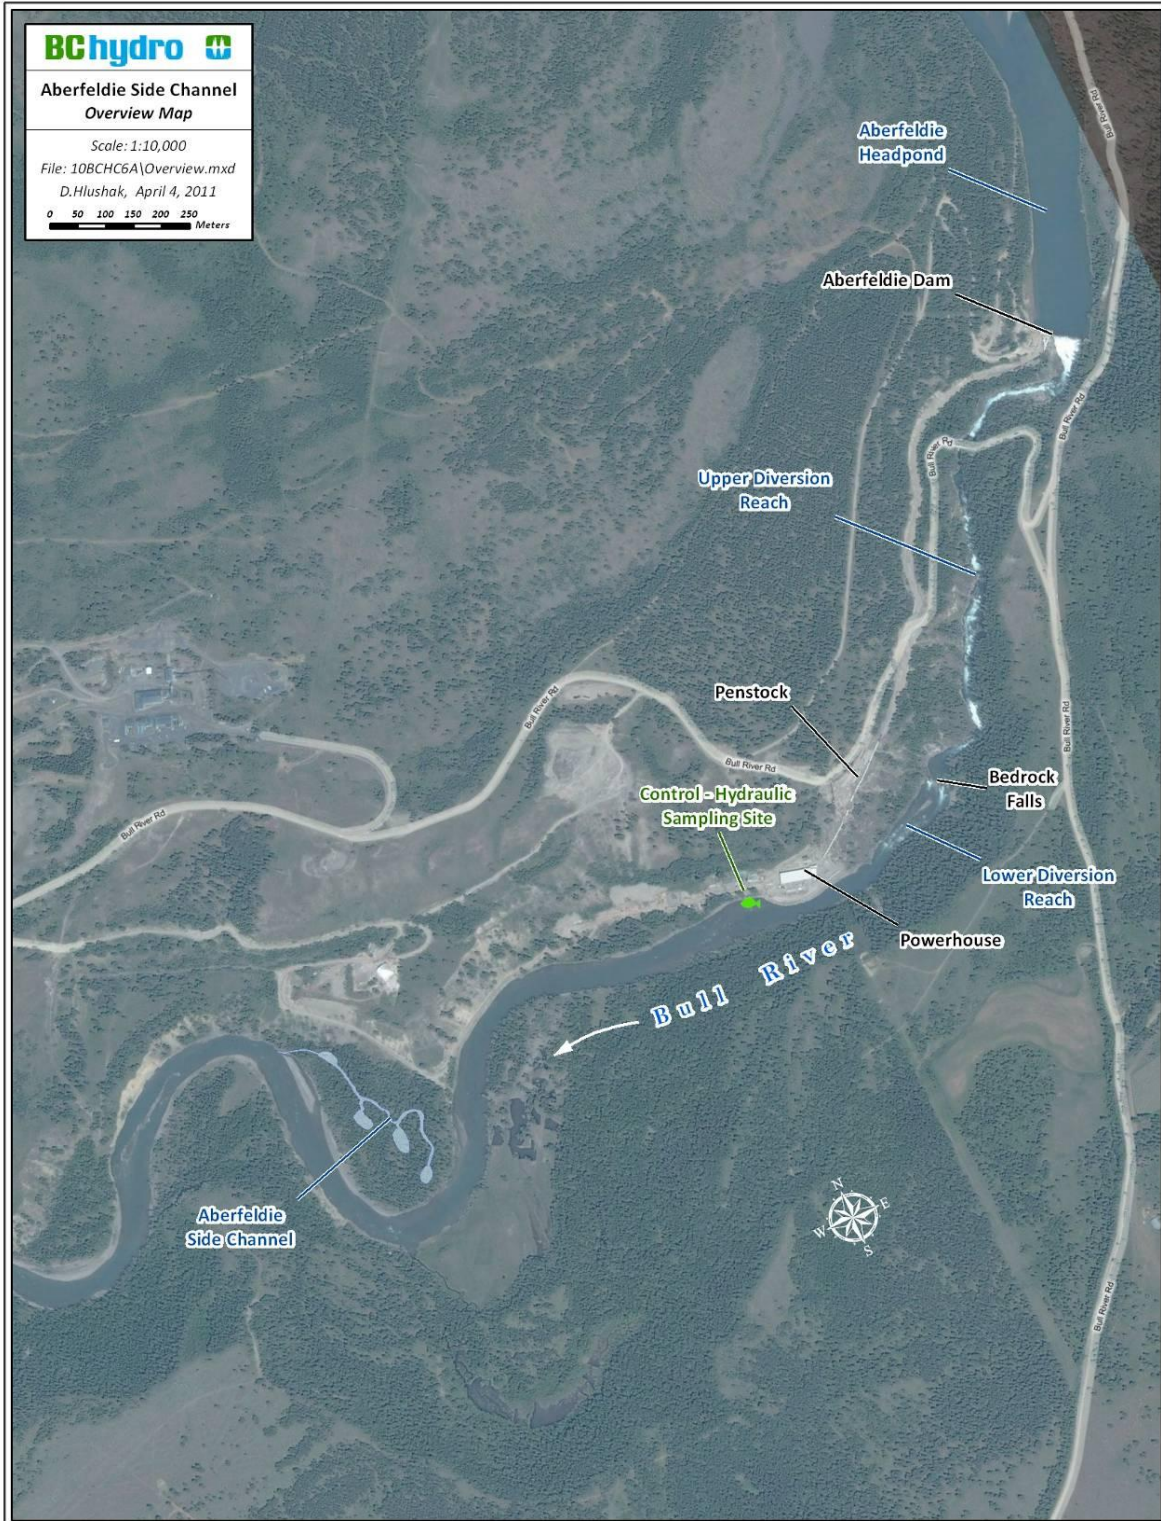 BC hydro
Aberfeldie Side Channel
Overview Map
Scale: 1:10,000
File: 10BCHC6A\Overview.mxd
D.Hlushak, April 4, 2011
0 50 100 150 200 250
Meters
Bull River Rd
Aberfeldie
Headpond
Aberfeldie Dam
Bull River Rd
Bull River Rd
Upper Diversion
Reach
Penstock
Bull River Rd
Bull River Rd
Bull River Rd
Bedrock
Falls
Control - Hydraulic
Sampling Site
Bull River Rd
Lower Diversion
Reach
Powerhouse
Bull River
Aberfeldie
Side Channel
N
E
W
S
Bull River Rd